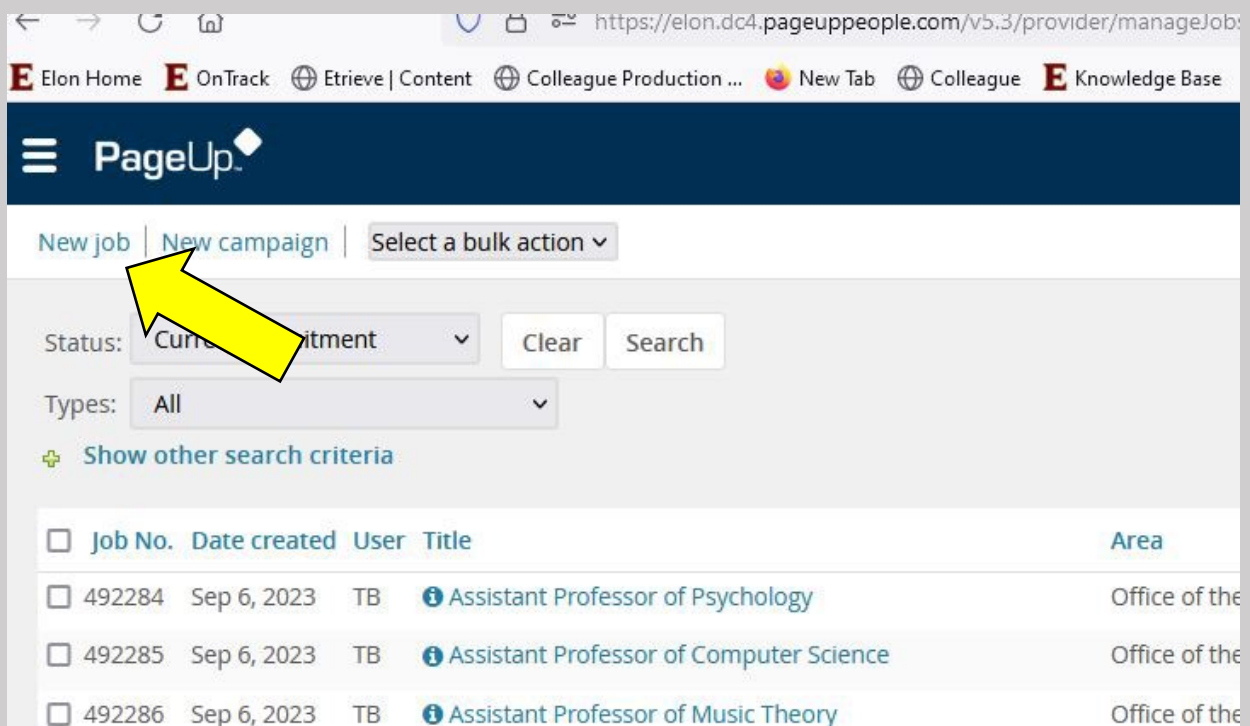 https://elon.dc4.pageuppeople.com/v5.3/provider/manageJobs
E Elon Home E OnTrack Etrieve | Content Colleague Production ... New Tab Colleague E Knowledge Base
PageUp™
New job | New campaign | Select a bulk action
Status: itment Clear Search
Types: All
Show other search criteria
Job No. Date created User Title Area
492284 Sep 6, 2023 TB Assistant Professor of Psychology Office of the
492285 Sep 6, 2023 TB Assistant Professor of Computer Science Office of the
492286 Sep 6, 2023 TB Assistant Professor of Music Theory Office of the